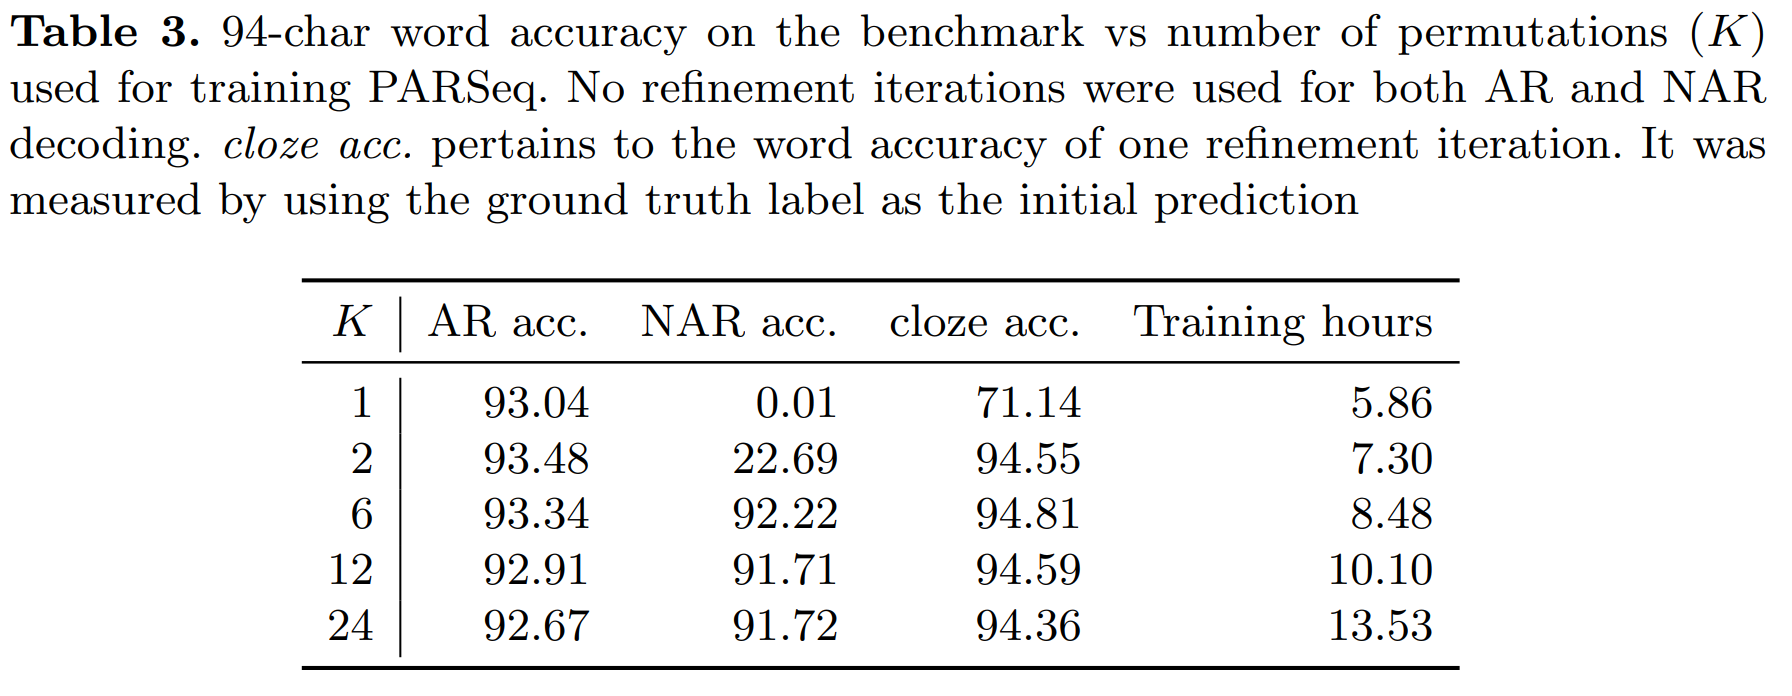 Table 3. 94-char word accuracy on the benchmark vs number of permutations (K)
used for training PARSeq. No refinement iterations were used for both AR and NAR
decoding. cloze acc. pertains to the word accuracy of one refinement iteration. It was
measured by using the ground truth label as the initial prediction
K AR acc. NAR acc. cloze acc. Training hours
1 93.04 0.01 71.14 5.86
2 93.48 22.69 94.55 7.30
6 93.34 92.22 94.81 8.48
12 92.91 91.71 94.59 10.10
24 92.67 91.72 94.36 13.53